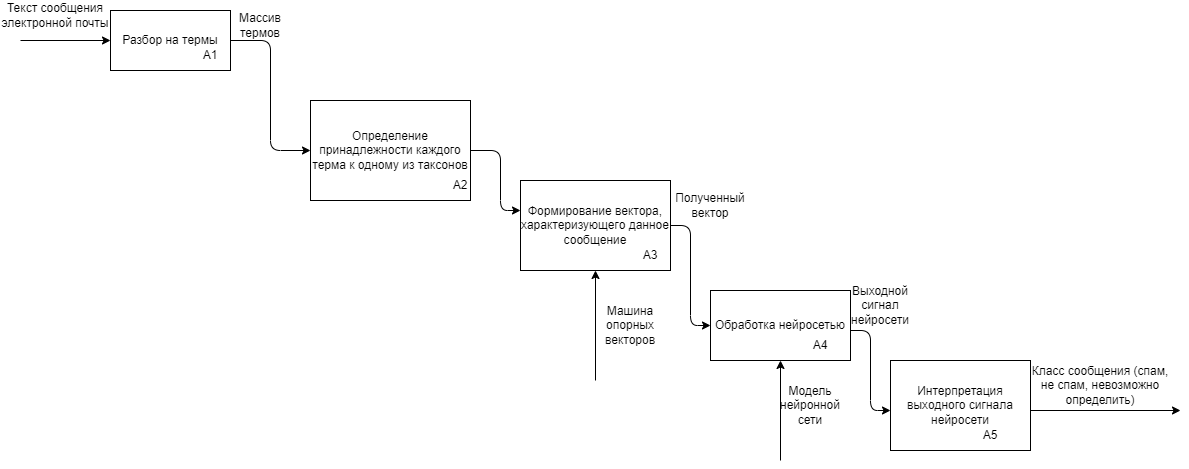 Текст сообщения
электронной почты
Разбор на термы
A1
Массив
термов
Определение
принадлежности каждого
терма к одному из таксонов
A2
Формирование вектора,
характеризующего данное
сообщение
A3
Полученный
вектор
Машина
опорных
векторов
Обработка нейросетью
A4
Выходной
сигнал
нейросети
Модель
нейронной
сети
Интерпретация
выходного сигнала
нейросети
A5
Класс сообщения (спам,
не спам, невозможно
определить)